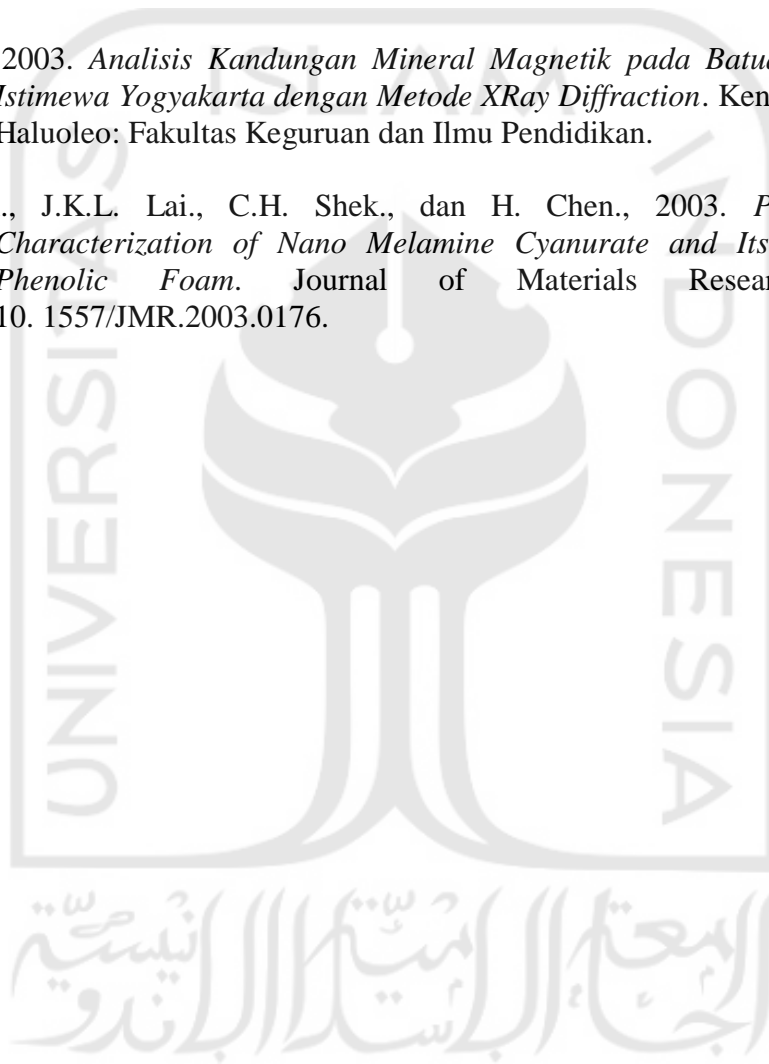 2003. Analisis Kandungan Mineral Magnetik pada Batua
Istimewa Yogyakarta dengan Metode XRay Diffraction. Ken
Haluoleo: Fakultas Keguruan dan Ilmu Pendidikan.
., J.K.L. Lai., C.H. Shek., dan H. Chen., 2003. P
Characterization of Nano Melamine Cyanurate and Its
Phenolic Foam. Journal of Materials Resear
10. 1557/JMR.2003.0176.
ISLAM
UNIVERSITAS
INDONESIA